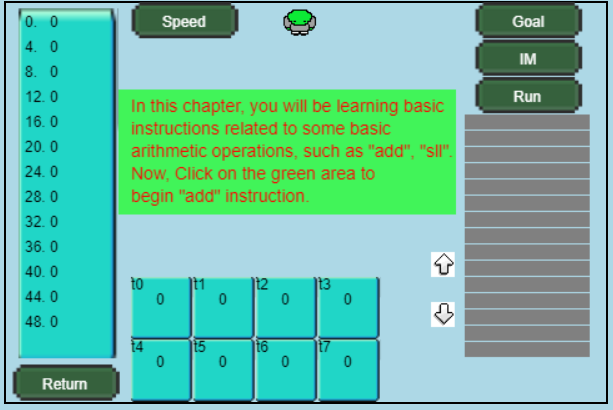 0. 0
4. 0
8. 0
12. 0
16. 0
20. 0
24. 0
28. 0
32. 0
36. 0
40. 0
44. 0
48. 0
Return
Speed
In this chapter, you will be learning basic
instructions related to some basic
arithmetic operations, such as "add", "sll".
Now, Click on the green area to
begin "add" instruction.
t0 t1 t2 t3
0 0 0 0
t4 t5 t6 t7
0 0 0 0
Goal
IM
Run